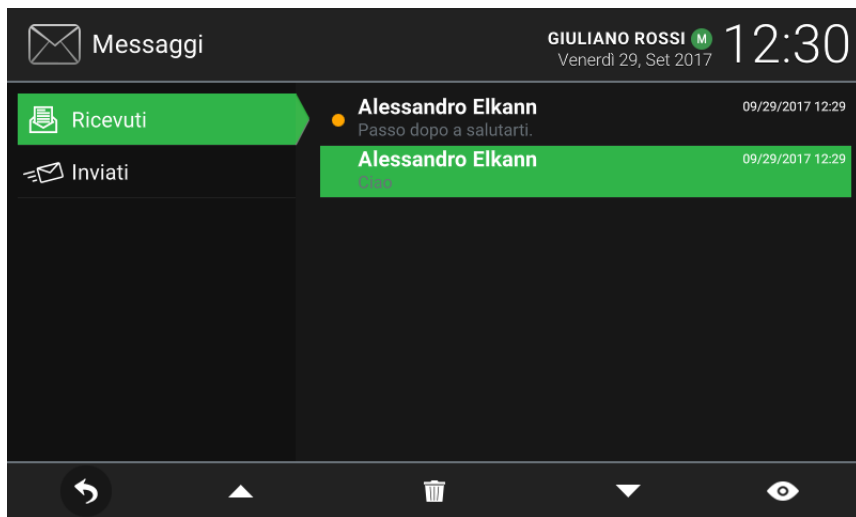 Messaggi
GIULIANO ROSSI M
Venerdì 29, Set 2017
12:30
Ricevuti
Inviati
Alessandro Elkann 09/29/2017 12:29
Passo dopo a salutarti.
Alessandro Elkann 09/29/2017 12:29
Ciao